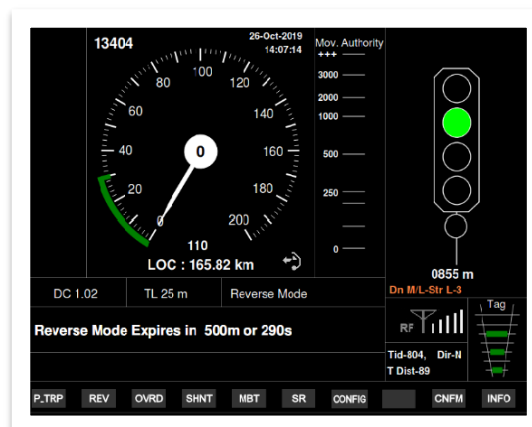 13404
26-Oct-2019
14:07:14
Mov. Authority
+++
3000
2000
1000
500
250
0
0
20
40
60
80
100
120
140
160
180
200
0
110
LOC : 165.82 km
0855 m
Dn M/L-Str L-3
DC 1.02
TL 25 m
Reverse Mode
Reverse Mode Expires in 500m or 290s
RF
Tag
Tid-804, Dir-N
T Dist-89
P_TRP REV OVRD SHNT MBT SR CONFIG CNFM INFO